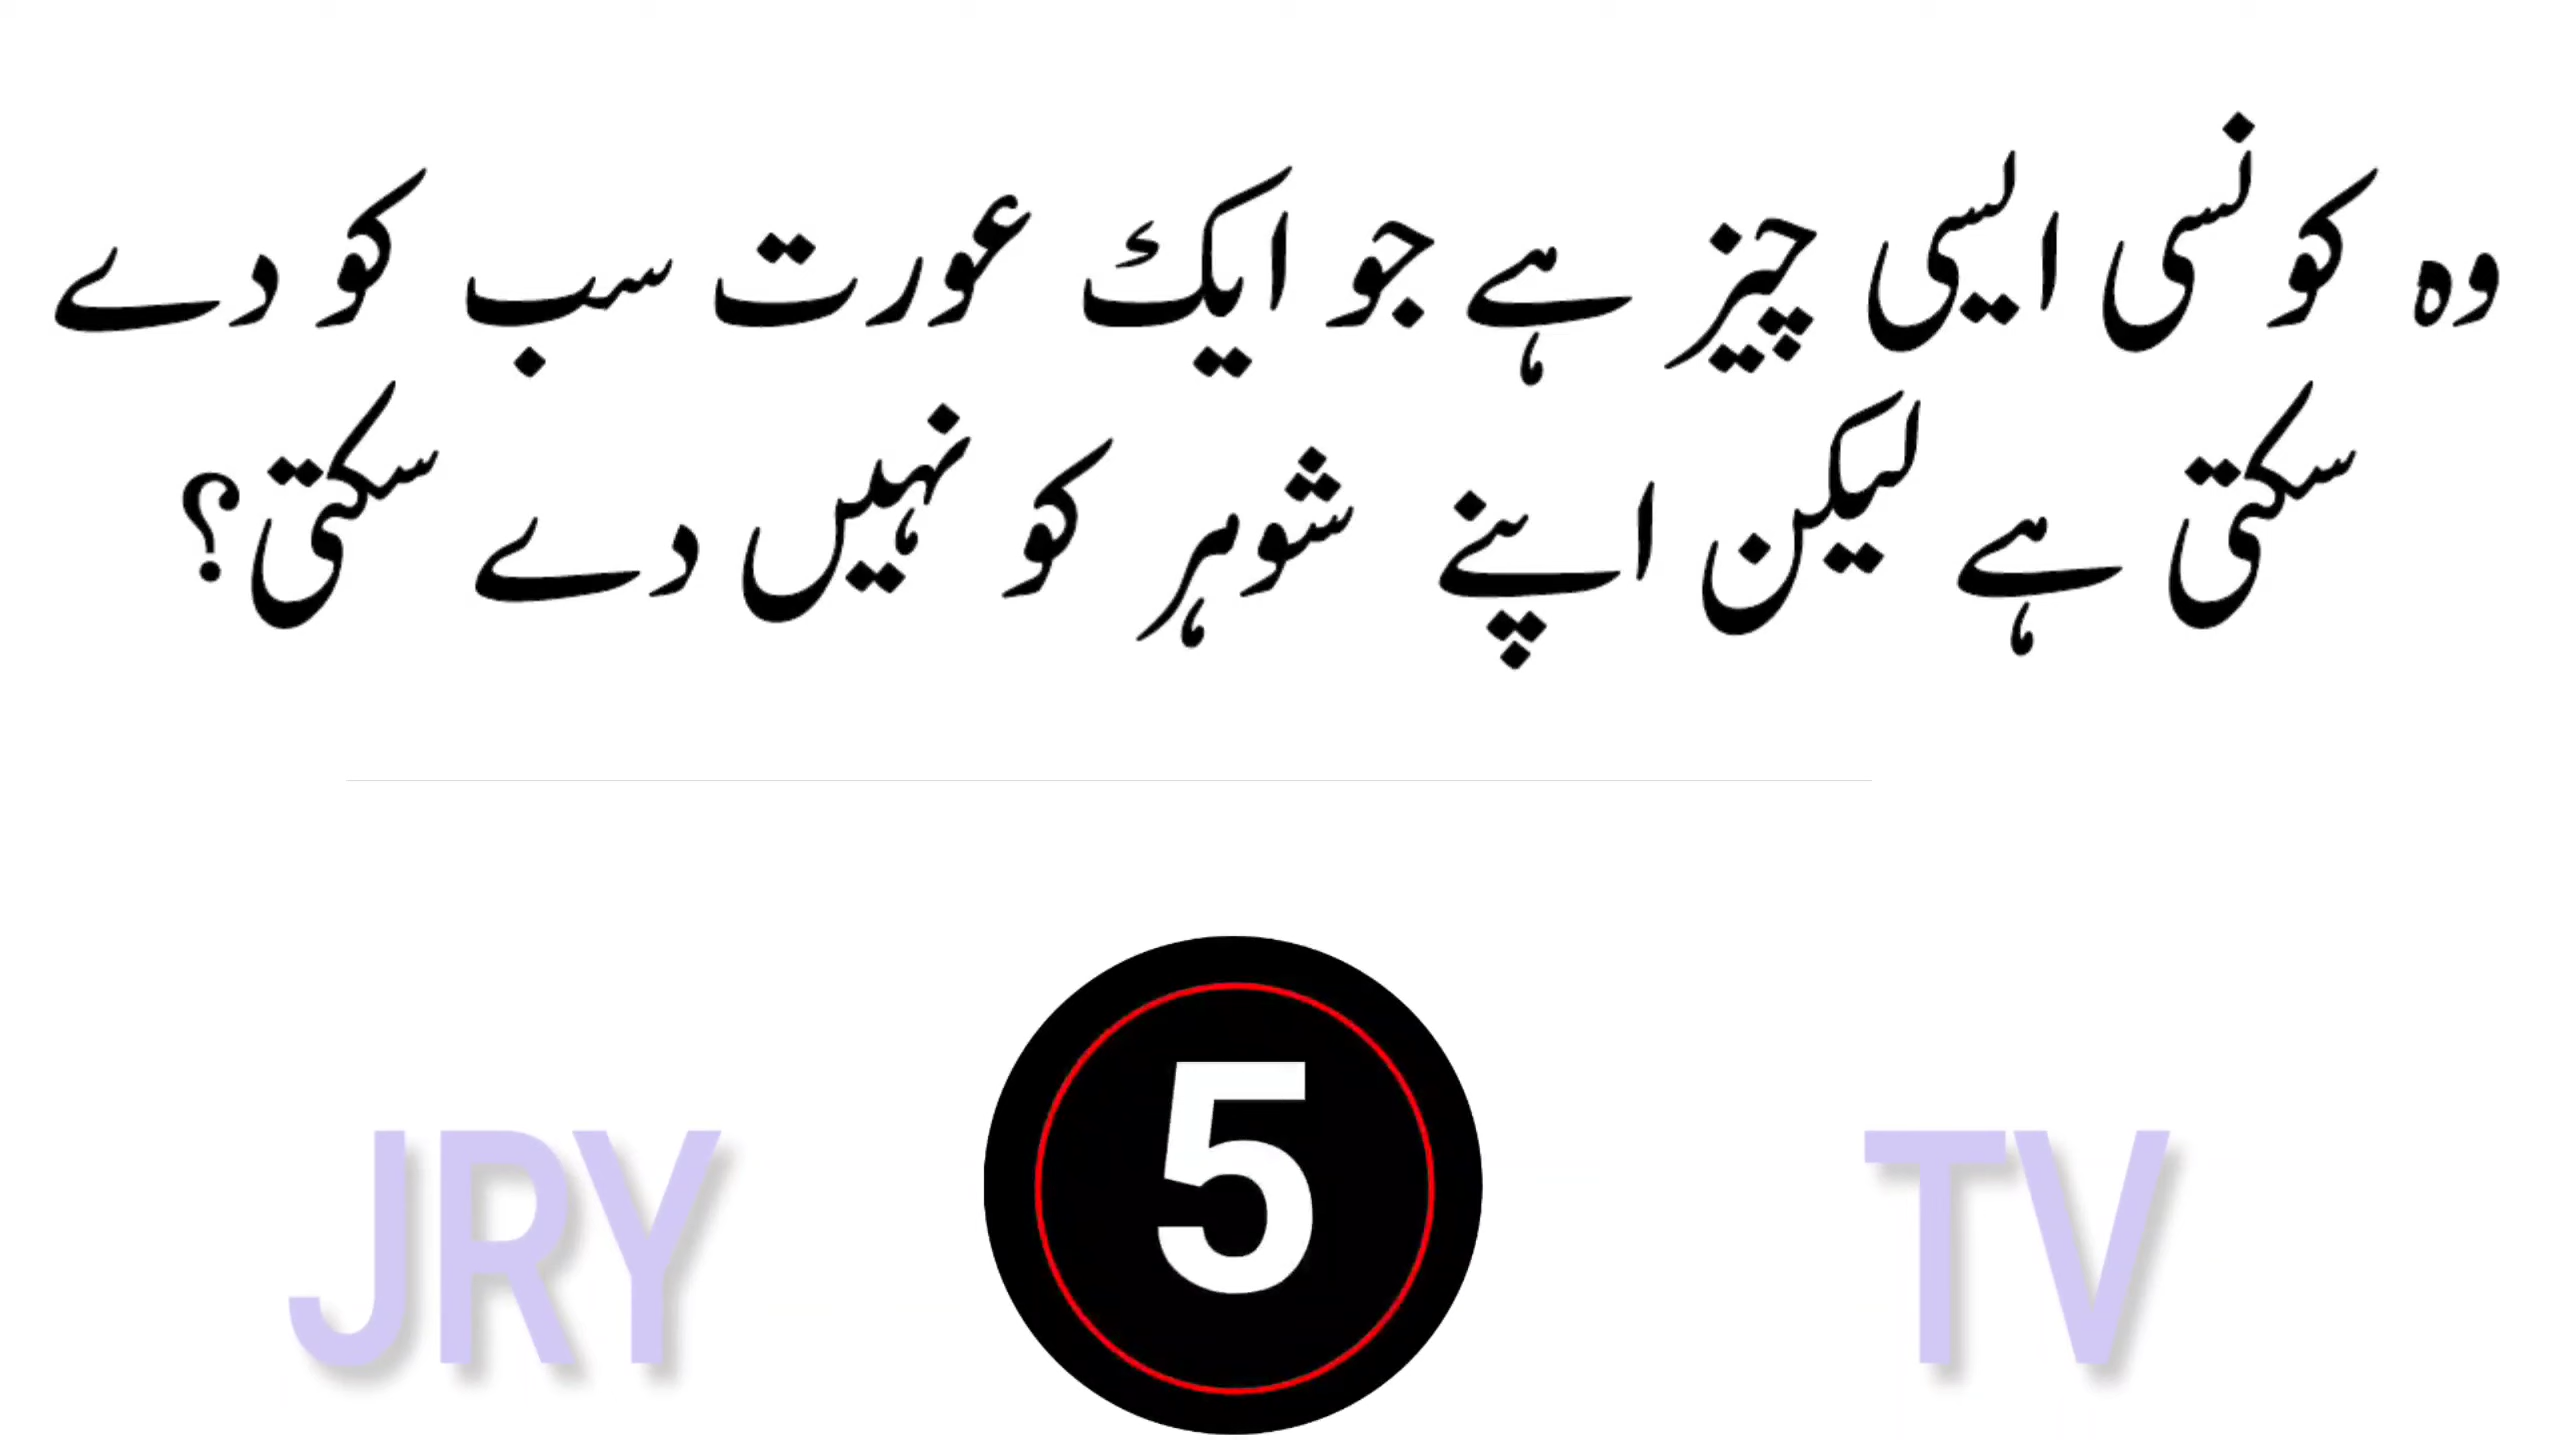 وہ کونسی ایسی چیز ہے جو ایک عورت سب کو دے
سکتی ہے لیکن اپنے شوہر کو نہیں دے سکتی؟
5
JRY TV